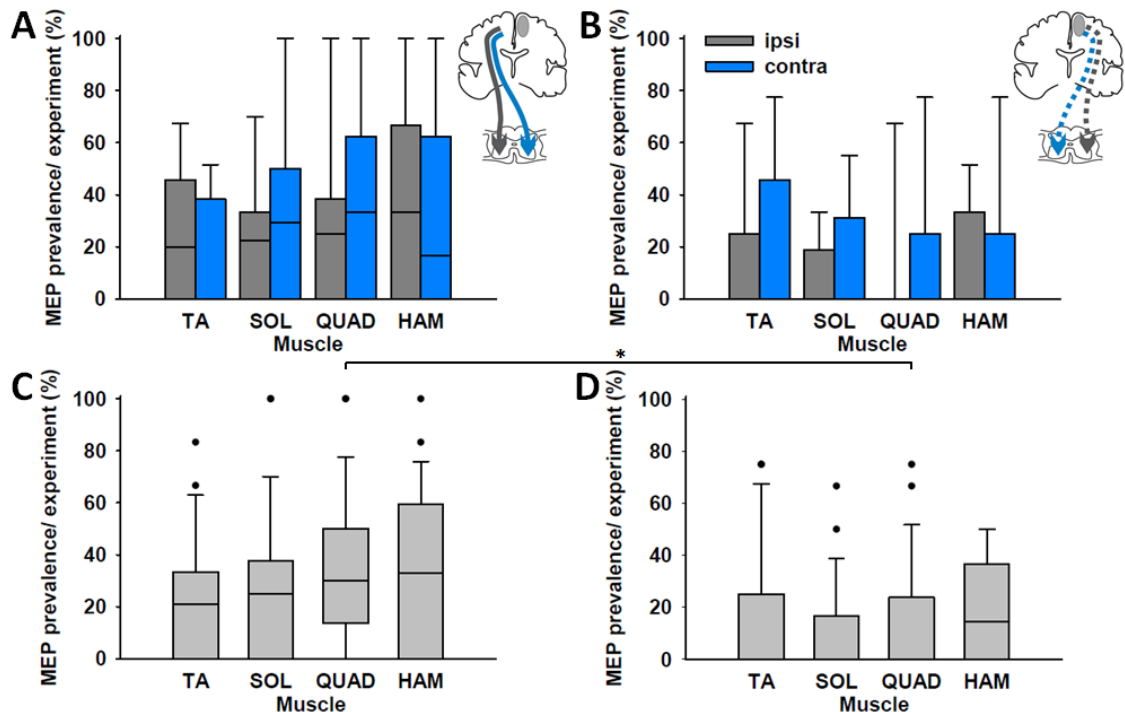 A
MEP prevalence/ experiment (%)
100
80
60
40
20
0
TA SOL QUAD HAM
Muscle
B
MEP prevalence/ experiment (%)
100
80
60
40
20
0
ipsi
contra
TA SOL QUAD HAM
Muscle
*
C
MEP prevalence/ experiment (%)
100
80
60
40
20
0
TA SOL QUAD HAM
Muscle
D
MEP prevalence/ experiment (%)
100
80
60
40
20
0
TA SOL QUAD HAM
Muscle